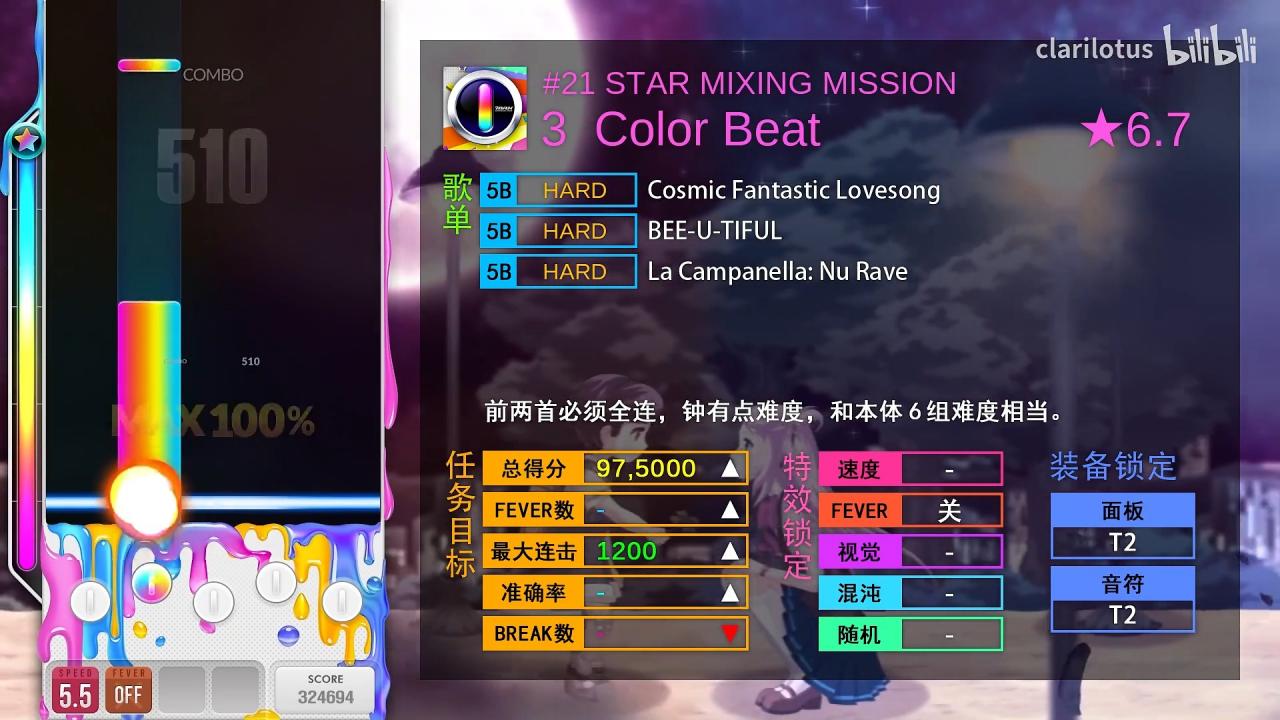 clarilotus bilibili
#21 STAR MIXING MISSION
3 Color Beat ★6.7
歌单
5B HARD Cosmic Fantastic Lovesong
5B HARD BEE-U-TIFUL
5B HARD La Campanella: Nu Rave
前两首必须全连，钟有点难度，和本体6组难度相当。
任务目标
总得分 97,5000 ▲
FEVER数 - ▲
最大连击 1200 ▲
准确率 - ▲
BREAK数 - ▼
特效锁定
速度 -
FEVER 关
视觉 -
混沌 -
随机 -
装备锁定
面板
T2
音符
T2
COMBO
510
510
MAX 100%
SPEED
5.5
FEVER
OFF
SCORE
324694